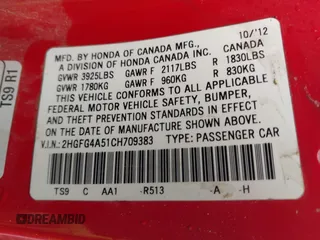 MFD. BY HONDA OF CANADA MFG., 10/'12
A DIVISION OF HONDA CANADA INC. CANADA
GVWR 3925LBS GAWR F 2117LBS R 1830LBS
GVWR 1780KG GAWR F 960KG R 830KG
THIS VEHICLE CONFORMS TO ALL APPLICABLE
FEDERAL MOTOR VEHICLE SAFETY, BUMPER,
AND THEFT PREVENTION STANDARDS IN EFFECT
ON THE DATE OF MANUFACTURE SHOWN ABOVE.
V.I.N.: 2HGFG4A51CH709383 TYPE: PASSENGER CAR
TS9 C AA1 -R513 -A -H
TS9 R1
DREAMBID